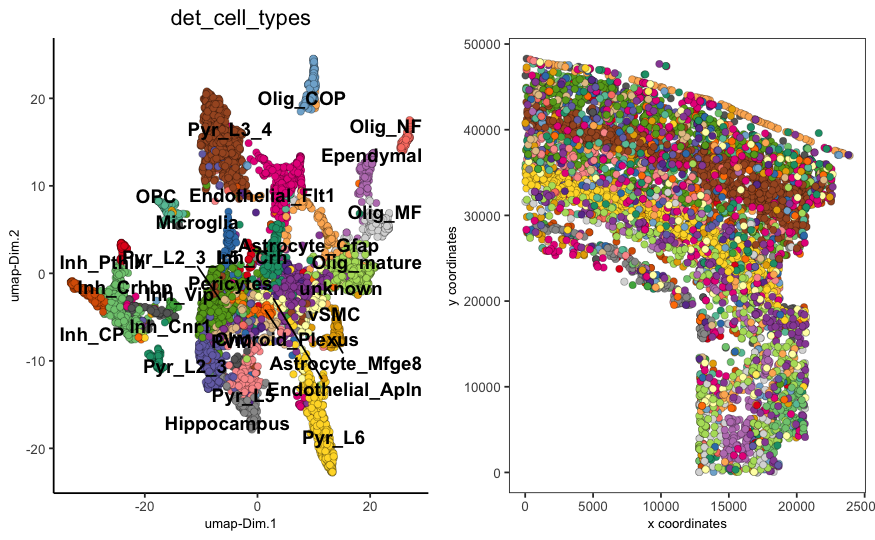 det_cell_types
Olig_COP
Olig_NF
Pyr_L3_4
Ependymal
OPC
Endothelial_Flt1
Microglia
Olig_MF
Astrocyte_Gfap
Inh_Pthlh
Pyr_L2_3_L5
Inh_Crh
Olig_mature
Inh_Crhbp
Inh_Vip
Pericytes
unknown
Inh_CP
Inh_Cnr1
vSMC
Choroid_Plexus
Pyr_L2_3
Astrocyte_Mfge8
Pyr_L5
Endothelial_Apln
Hippocampus
Pyr_L6
20
10
0
-10
-20
umap-Dim.2
-20
0
20
umap-Dim.1
50000
40000
30000
20000
10000
0
y coordinates
0
5000
10000
15000
20000
2500
x coordinates